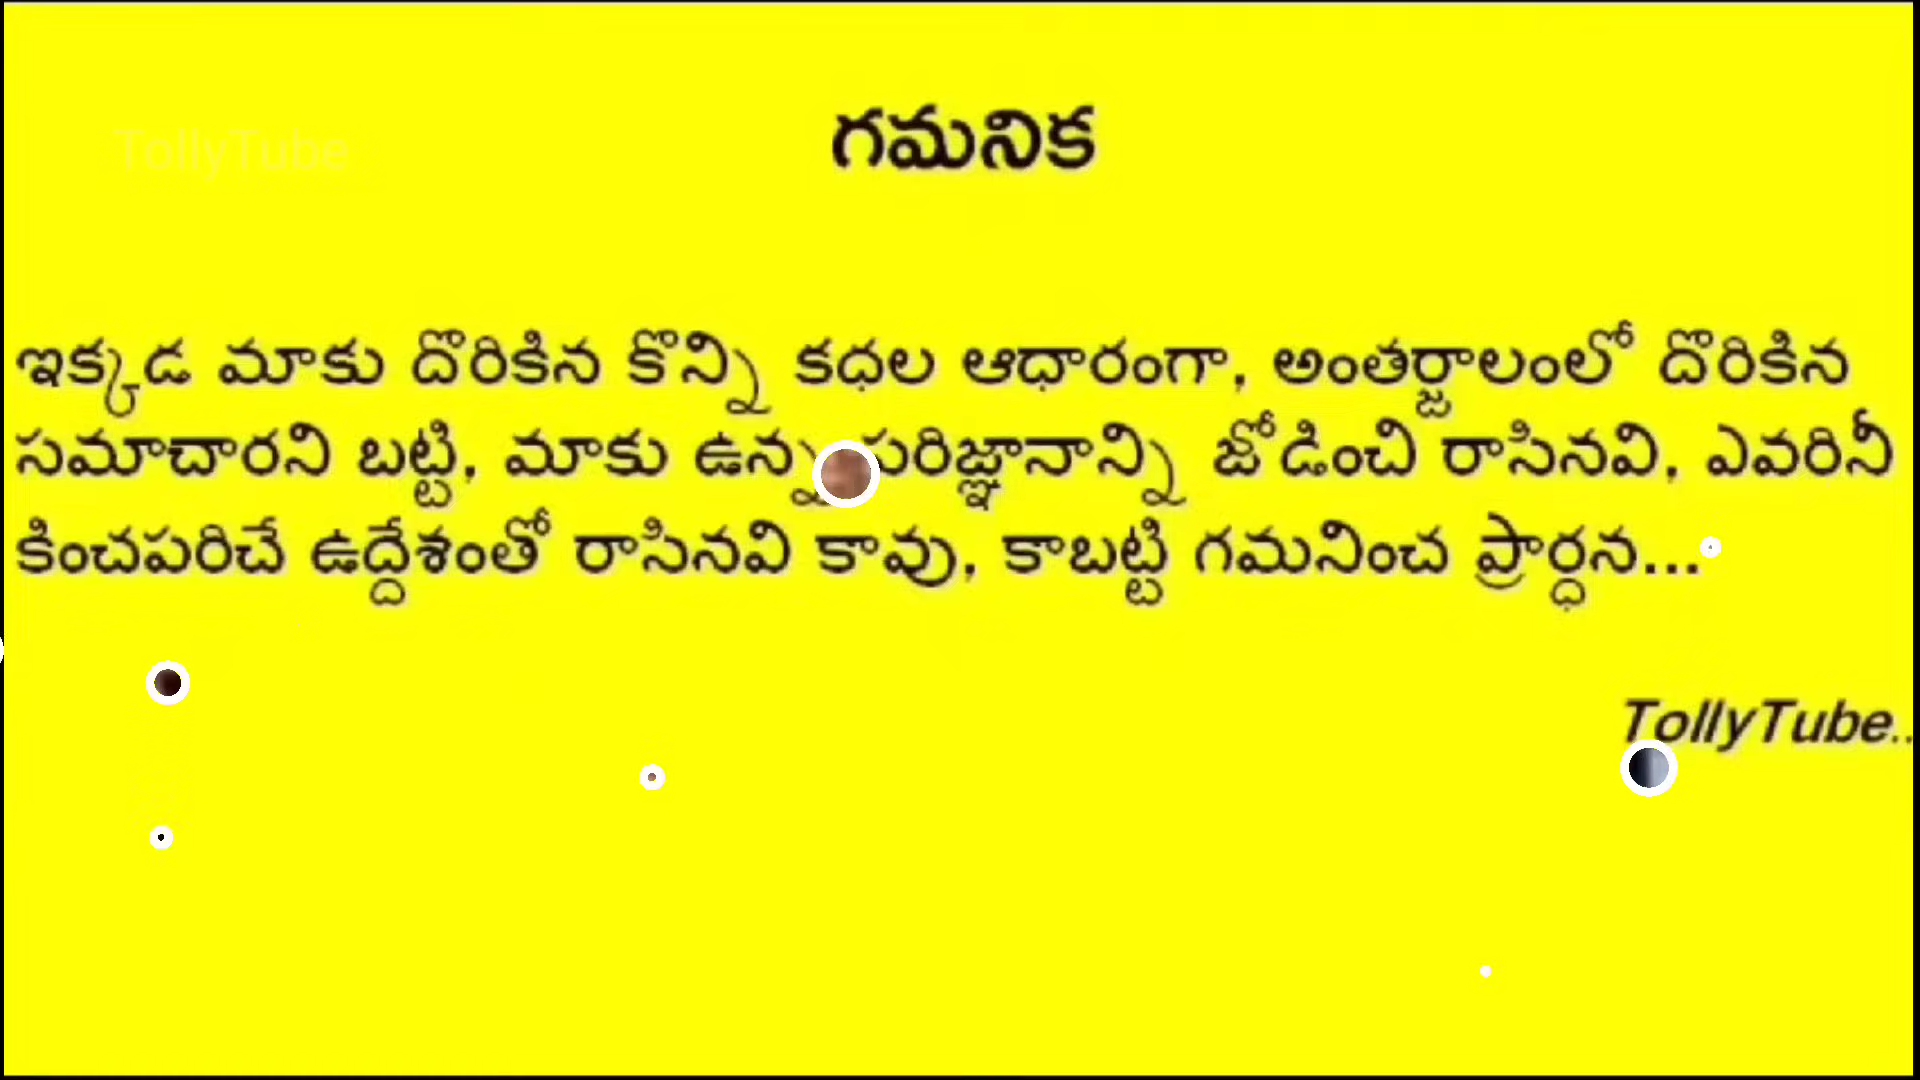 గమనిక
TollyTube
ఇక్కడ మాకు దొరికిన కొన్ని కధల ఆధారంగా, అంతర్జాలంలో దొరికిన
సమాచారని బట్టి, మాకు ఉన్న పరిజ్ఞానాన్ని జోడించి రాసినవి, ఎవరినీ
కించపరిచే ఉద్దేశంతో రాసినవి కావు, కాబట్టి గమనించ ప్రార్ధన...
TollyTube..